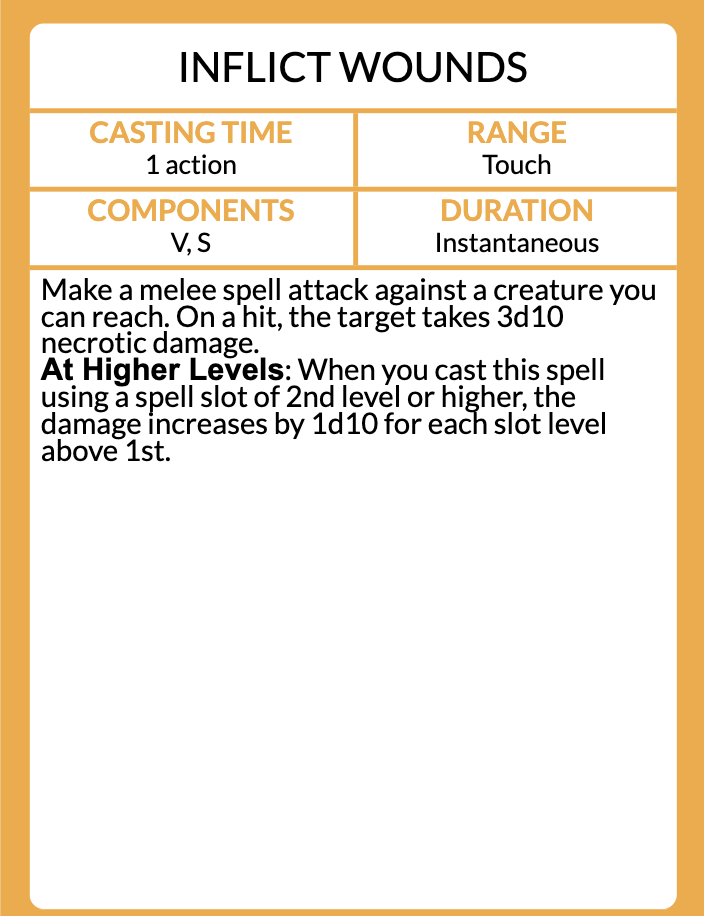 INFLICT WOUNDS
CASTING TIME
1 action
RANGE
Touch
COMPONENTS
V, S
DURATION
Instantaneous
Make a melee spell attack against a creature you
can reach. On a hit, the target takes 3d10
necrotic damage.
At Higher Levels: When you cast this spell
using a spell slot of 2nd level or higher, the
damage increases by 1d10 for each slot level
above 1st.